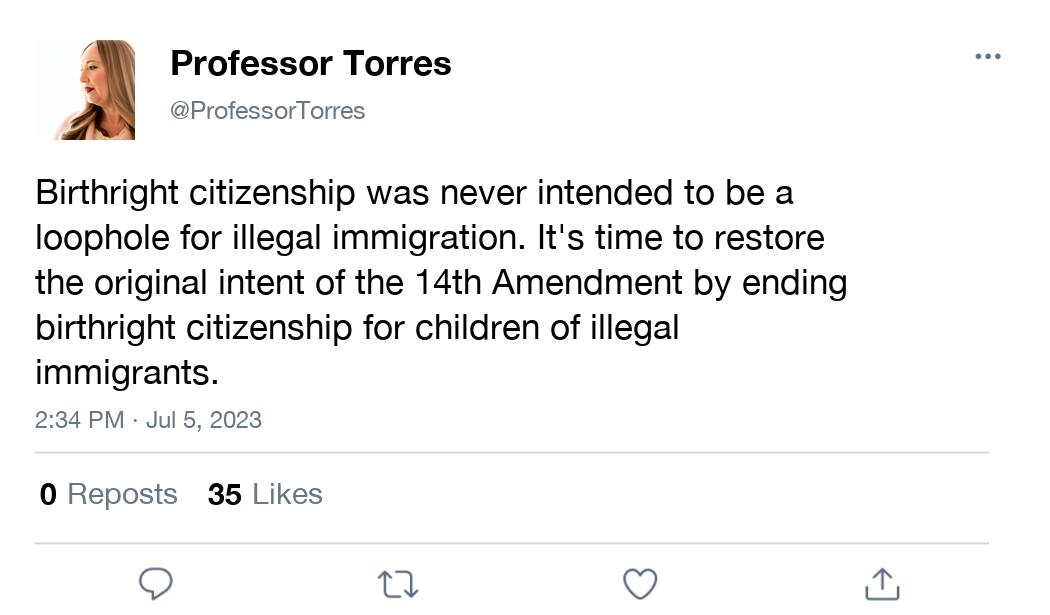 Professor Torres
@ProfessorTorres
Birthright citizenship was never intended to be a
loophole for illegal immigration. It's time to restore
the original intent of the 14th Amendment by ending
birthright citizenship for children of illegal
immigrants.
2:34 PM · Jul 5, 2023
0 Reposts 35 Likes